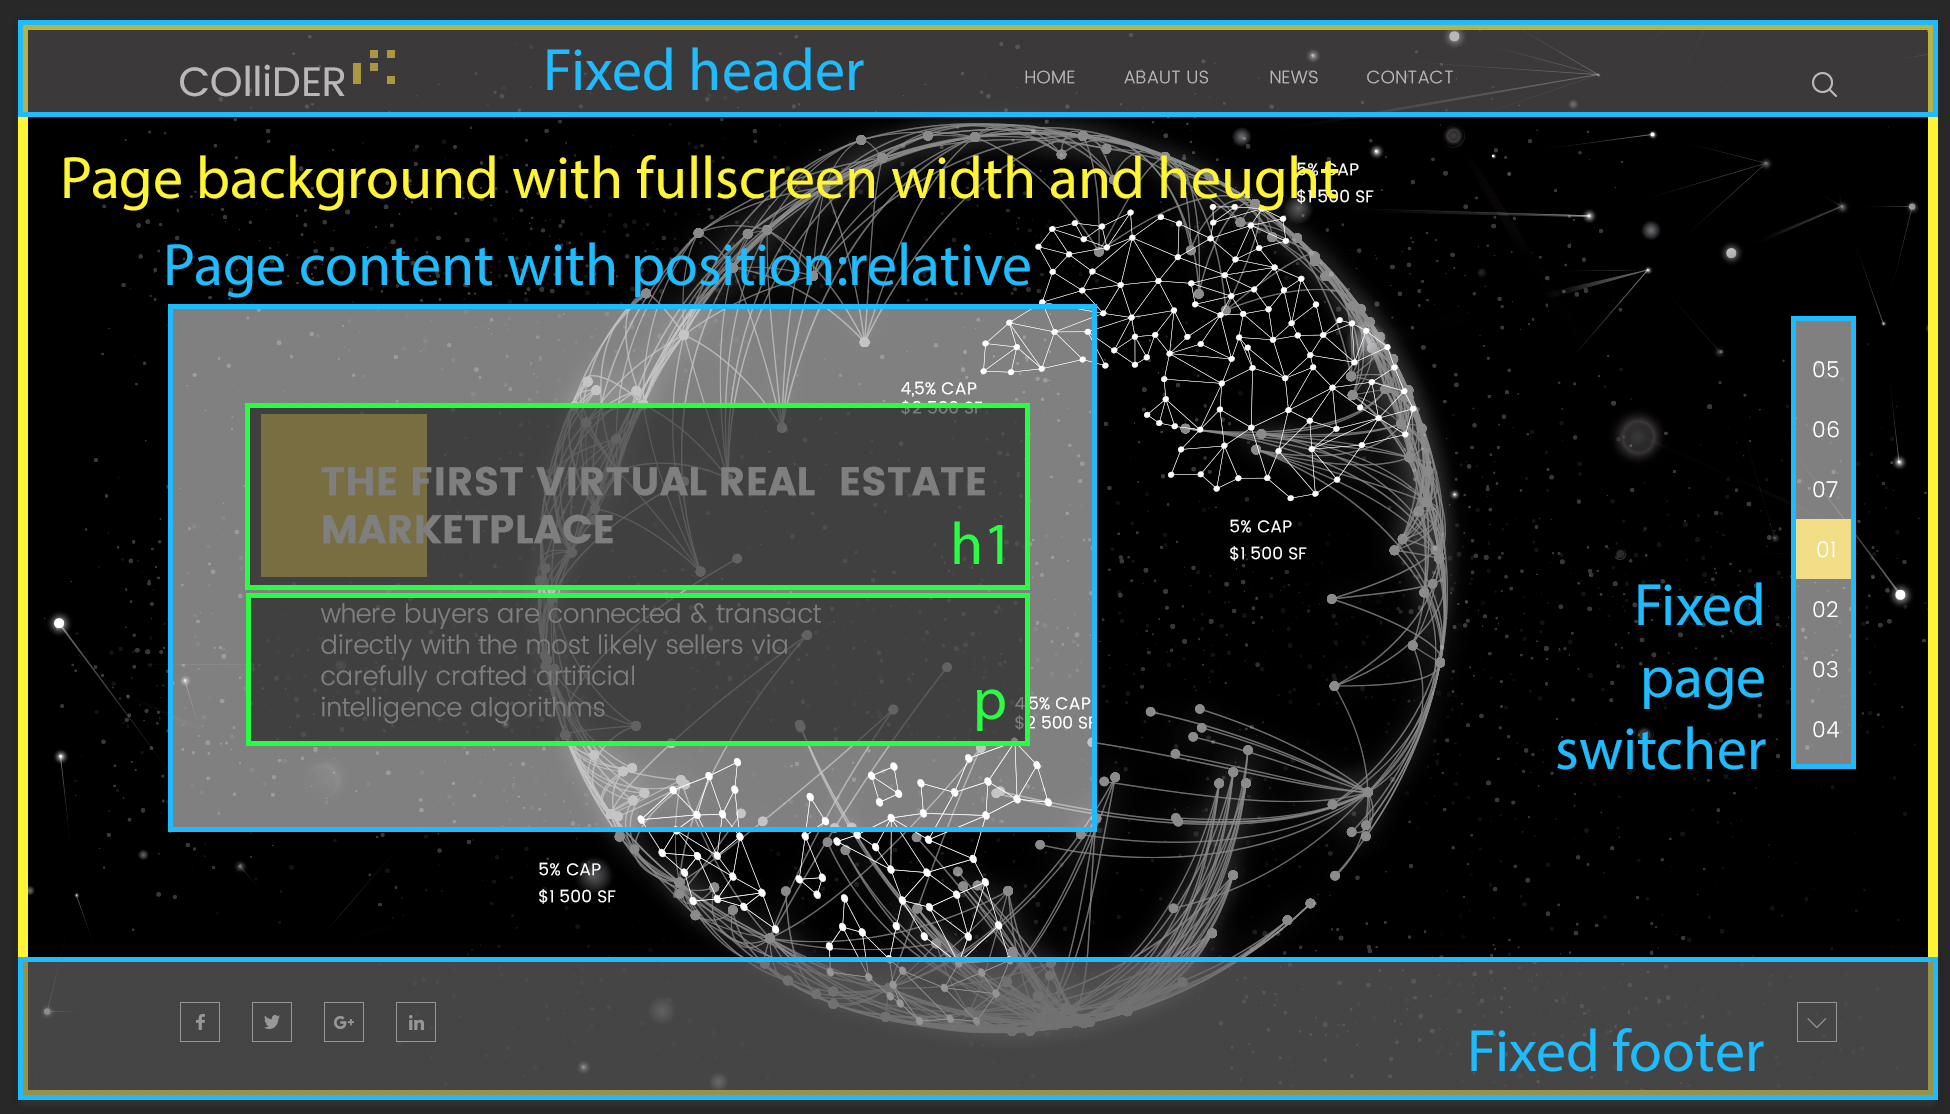 COlliDER
Fixed header
HOME
ABAUT US
NEWS
CONTACT
Page background with fullscreen width and heught
5% CAP
$1 500 SF
Page content with position:relative
4,5% CAP
$2 500 SF
THE FIRST VIRTUAL REAL ESTATE
MARKETPLACE
h1
where buyers are connected & transact
directly with the most likely sellers via
carefully crafted artificial
intelligence algorithms
p
4,5% CAP
$2 500 SF
5% CAP
$1 500 SF
05
06
07
01
02
03
04
Fixed
page
switcher
5% CAP
$1 500 SF
f
G+
in
Fixed footer